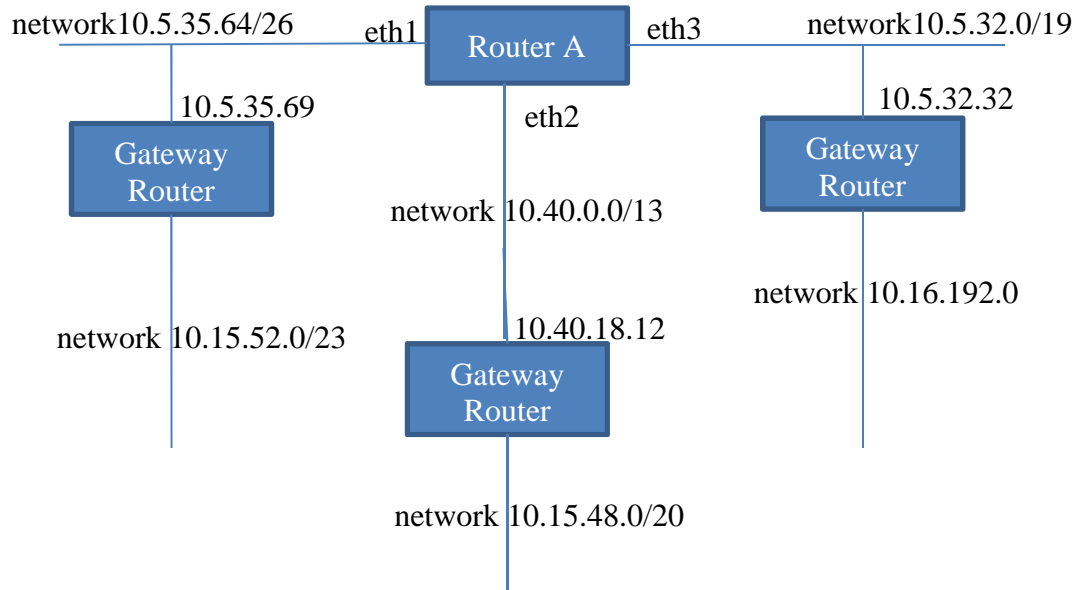 network10.5.35.64/26
eth1
Router A
eth3
network10.5.32.0/19
10.5.35.69
eth2
10.5.32.32
Gateway
Router
Gateway
Router
network 10.40.0.0/13
network 10.16.192.0
network 10.15.52.0/23
10.40.18.12
Gateway
Router
network 10.15.48.0/20